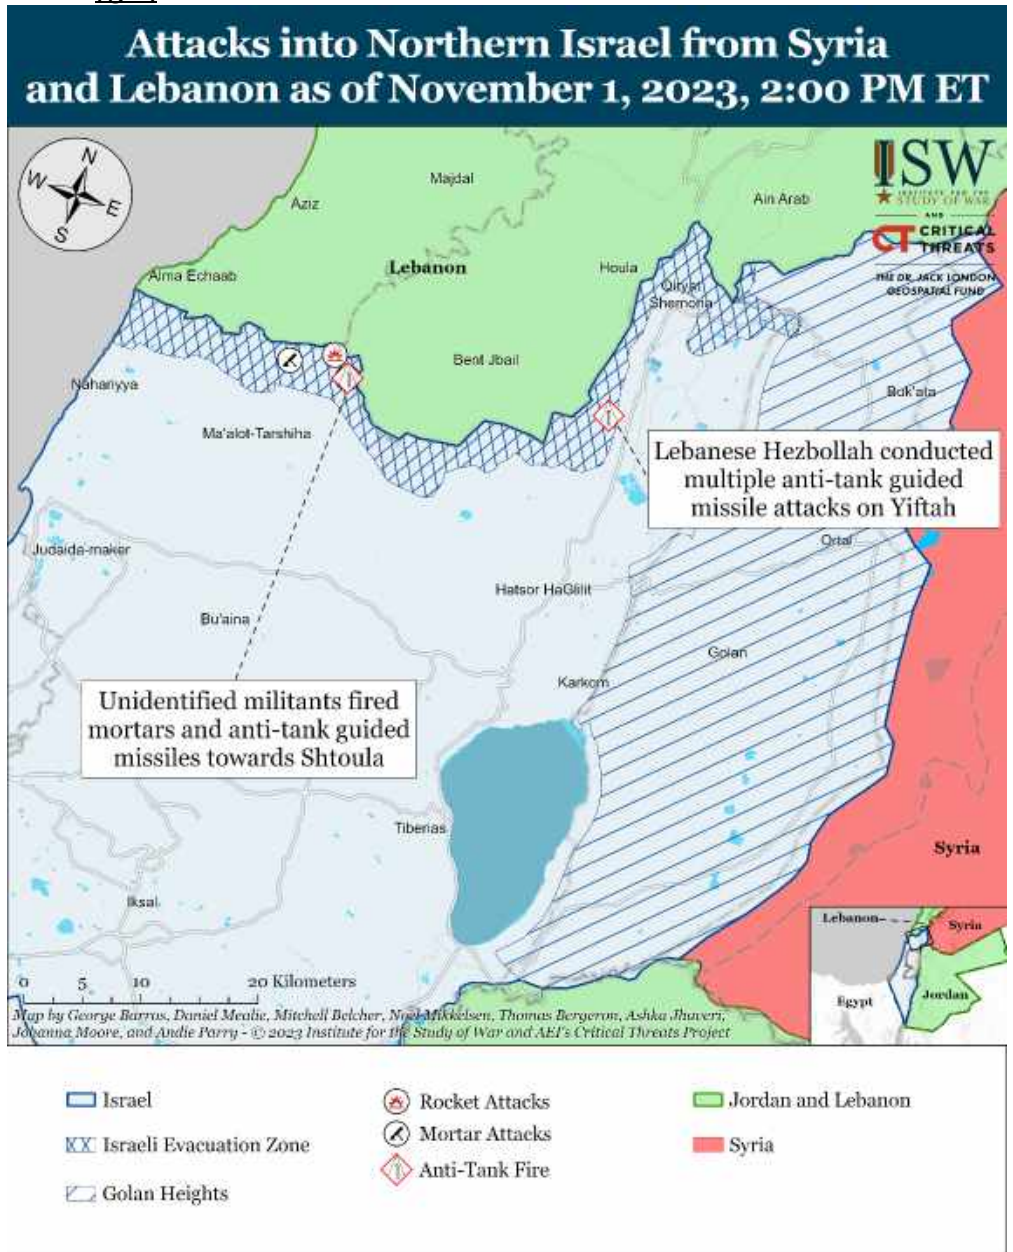 Attacks into Northern Israel from Syria
and Lebanon as of November 1, 2023, 2:00 PM ET
N
W
E
S
ISW
INSTITUTE FOR THE
STUDY OF WAR
AND
CT CRITICAL
THREATS
THE DR. JACK LONDON
GEOSPATIAL FUND
Majdal
Ain Arab
Aziz
Lebanon
Houla
Alma Echaab
Qiryat
Shemona
Bent Jbail
Nahariyya
Bok'ata
Ma'alot-Tarshiha
Lebanese Hezbollah conducted
multiple anti-tank guided
missile attacks on Yiftah
Judaida-maker
Qrtal
Hatsor HaGlilit
Bu'aina
Golan
Karkom
Unidentified militants fired
mortars and anti-tank guided
missiles towards Shtoula
Tiberias
Syria
Iksal
Lebanon
Syria
Egypt
Jordan
0 5 10 20 Kilometers
Map by George Barros, Daniel Mealie, Mitchell Belcher, Noel Mikkelsen, Thomas Bergeron, Ashka Jhaveri,
Johanna Moore, and Andie Parry - © 2023 Institute for the Study of War and AEI's Critical Threats Project
Israel
Rocket Attacks
Jordan and Lebanon
Mortar Attacks
Israeli Evacuation Zone
Syria
Anti-Tank Fire
Golan Heights